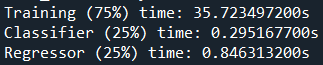 Training (75%) time: 35.723497200s
Classifier (25%) time: 0.295167700s
Regressor (25%) time: 0.846313200s